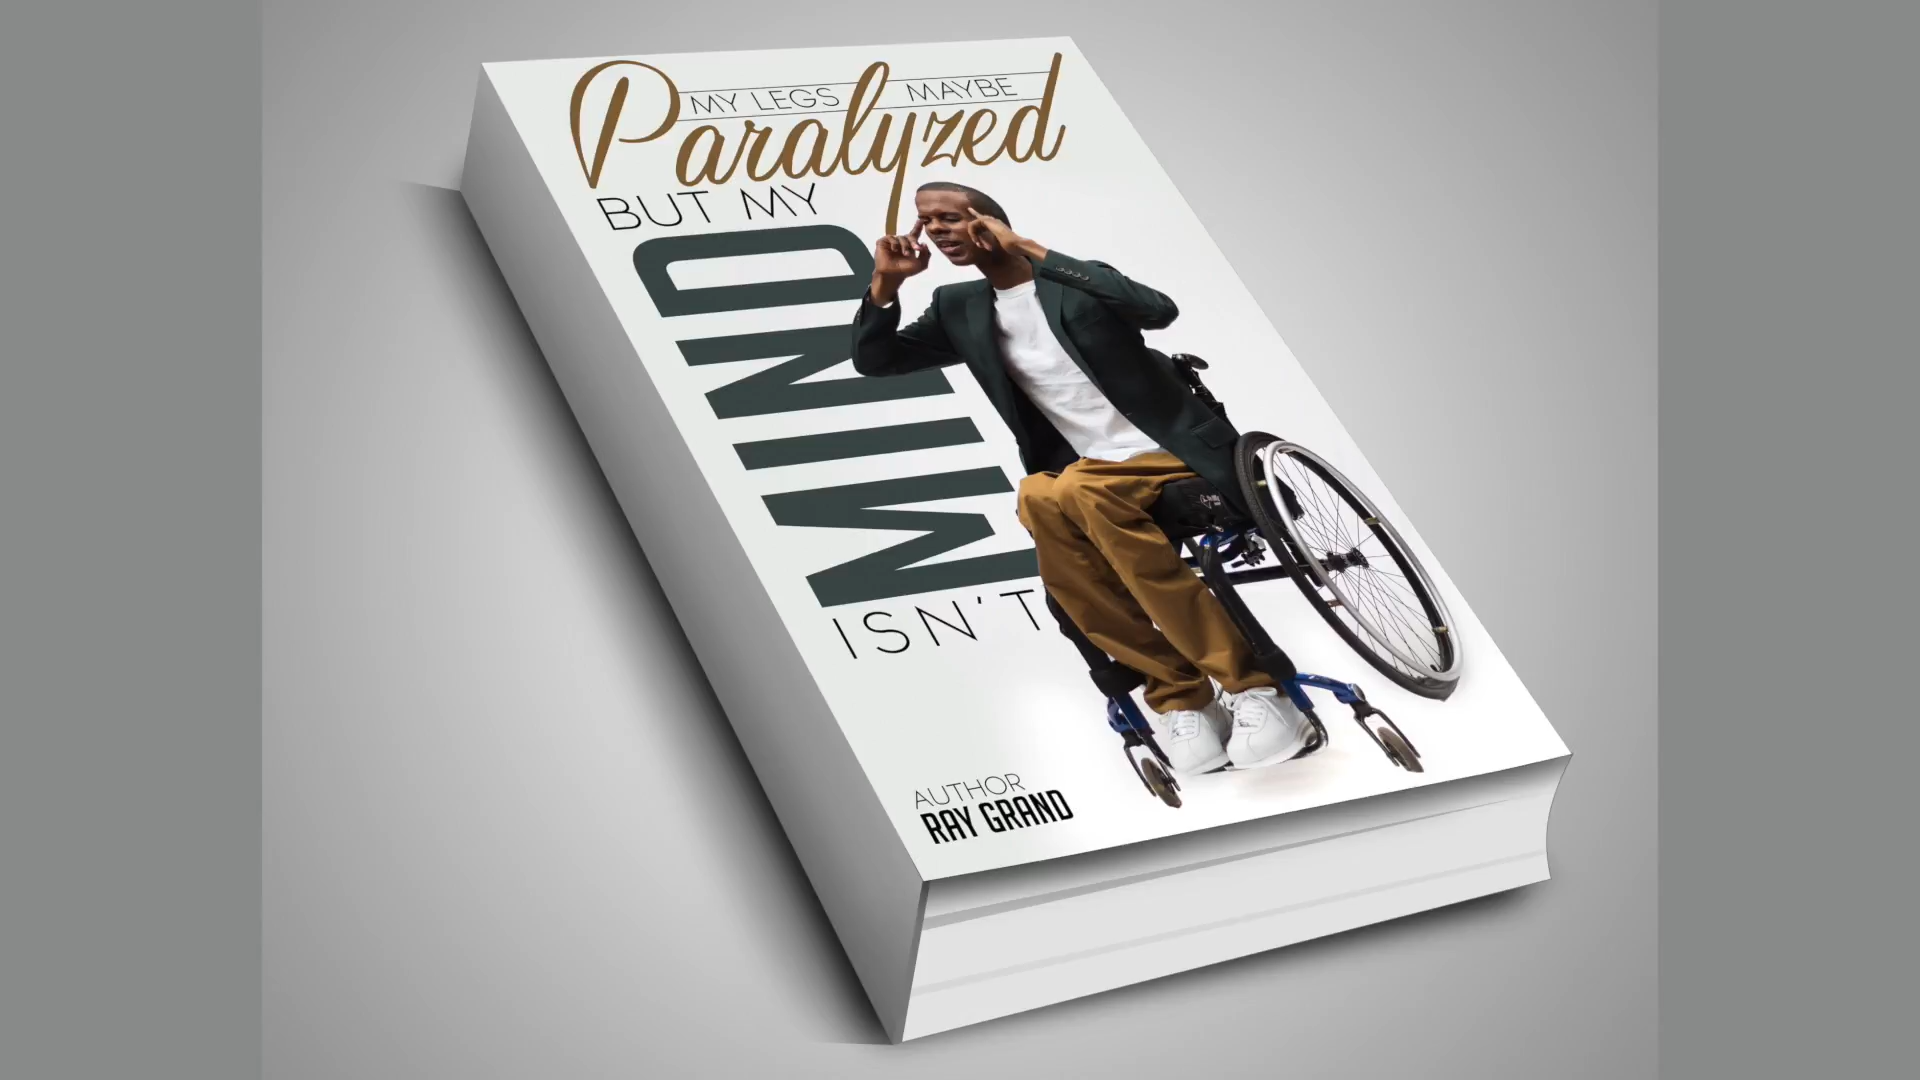 MY LEGS MAYBE
Paralyzed
BUT MY
MIND
ISN'T
AUTHOR
RAY GRAND